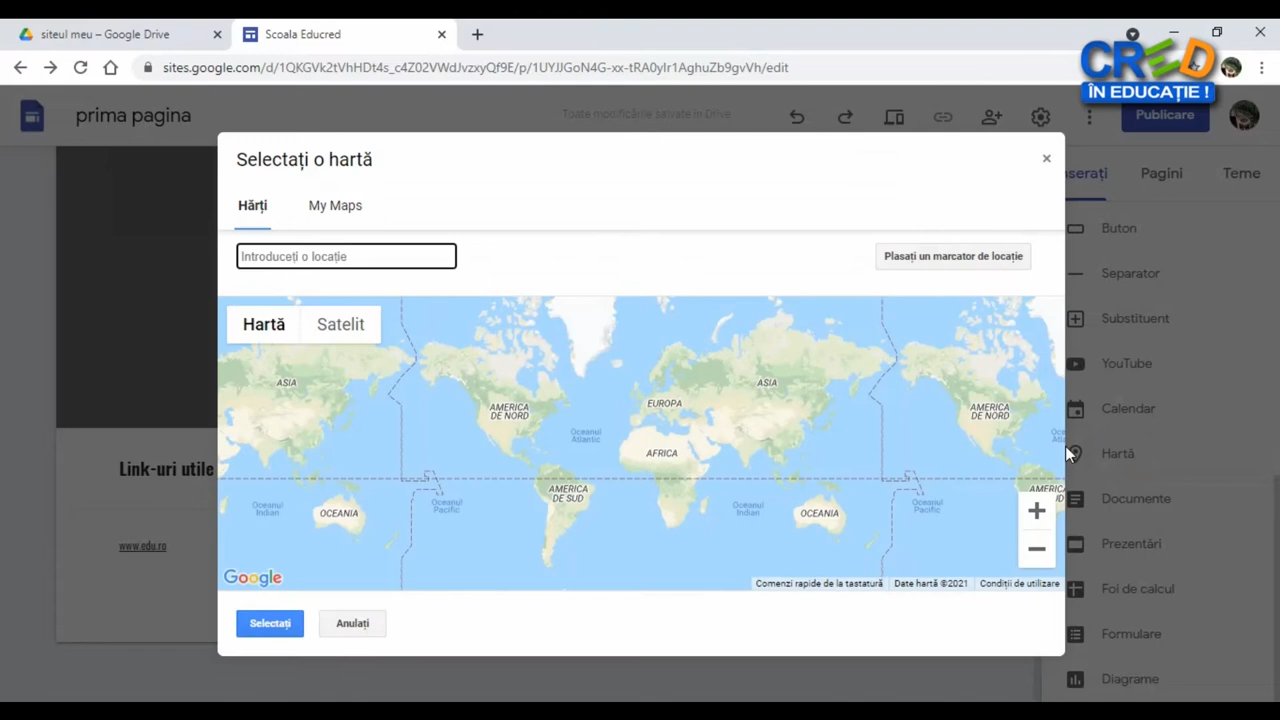 siteul meu – Google Drive
Scoala Educred
sites.google.com/d/1QKGVk2tVhHDt4s_c4Z02VWdJvzxyQf9E/p/1UYJJGoN4G-xx-tRA0yIr1AghuZb9gvVh/edit
CRED
ÎN EDUCAȚIE !
prima pagina
Toate modificările salvate în Drive
Publicare
Selectați o hartă
Hărți
My Maps
Introduceți o locație
Plasați un marcator de locație
Hartă
Satelit
ASIA
AMERICA
DE NORD
EUROPA
ASIA
AMERICA
DE NORD
Oceanul
Atlantic
AFRICA
AMERICA
DE SUD
Oceanul
Indian
OCEANIA
Oceanul
Pacific
Oceanul
Indian
OCEANIA
Oceanul
Pacific
Google
Comenzi rapide de la tastatură
Date hartă ©2021
Condiții de utilizare
Selectați
Anulați
Link-uri utile
www.edu.ro
nserați
Pagini
Teme
Buton
Separator
Substituent
YouTube
Calendar
Hartă
Documente
Prezentări
Foi de calcul
Formulare
Diagrame